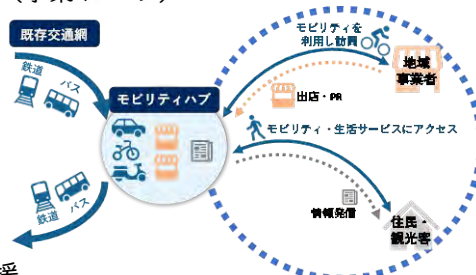 既存交通網
鉄道
バス
モビリティハブ
モビリティを
利用し訪問
地域
事業者
出店・PR
モビリティ・生活サービスにアクセス
情報発信
住民・
観光客
鉄道
バス
援